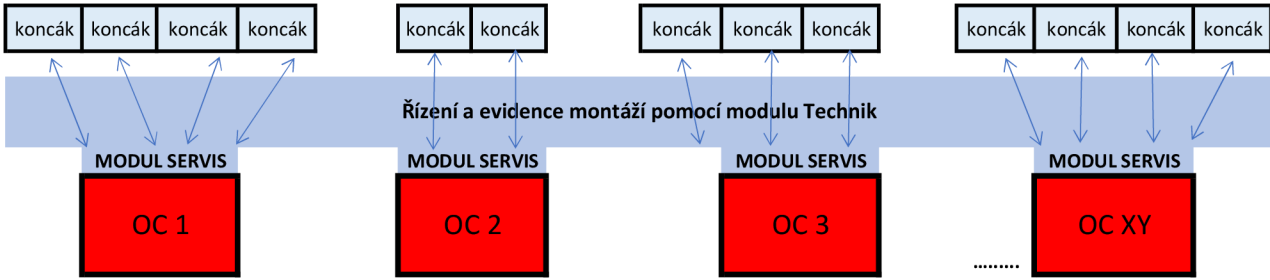 koncák koncák koncák koncák koncák koncák koncák koncák koncák koncák koncák koncák koncák
Řízení a evidence montáží pomocí modulu Technik
MODUL SERVIS MODUL SERVIS MODUL SERVIS MODUL SERVIS
OC 1 OC 2 OC 3 OC XY
.........